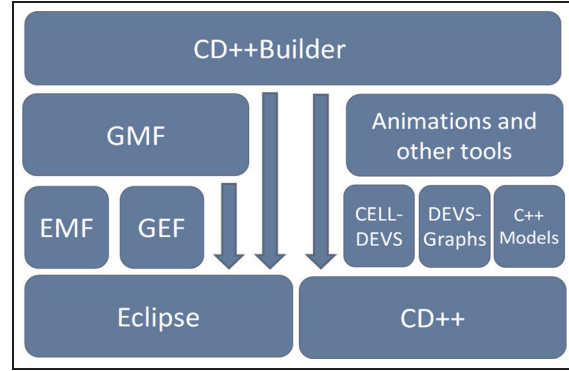 CD++Builder
GMF
Animations and
other tools
EMF
GEF
CELL-
DEVS
DEVS-
Graphs
C++
Models
Eclipse
CD++